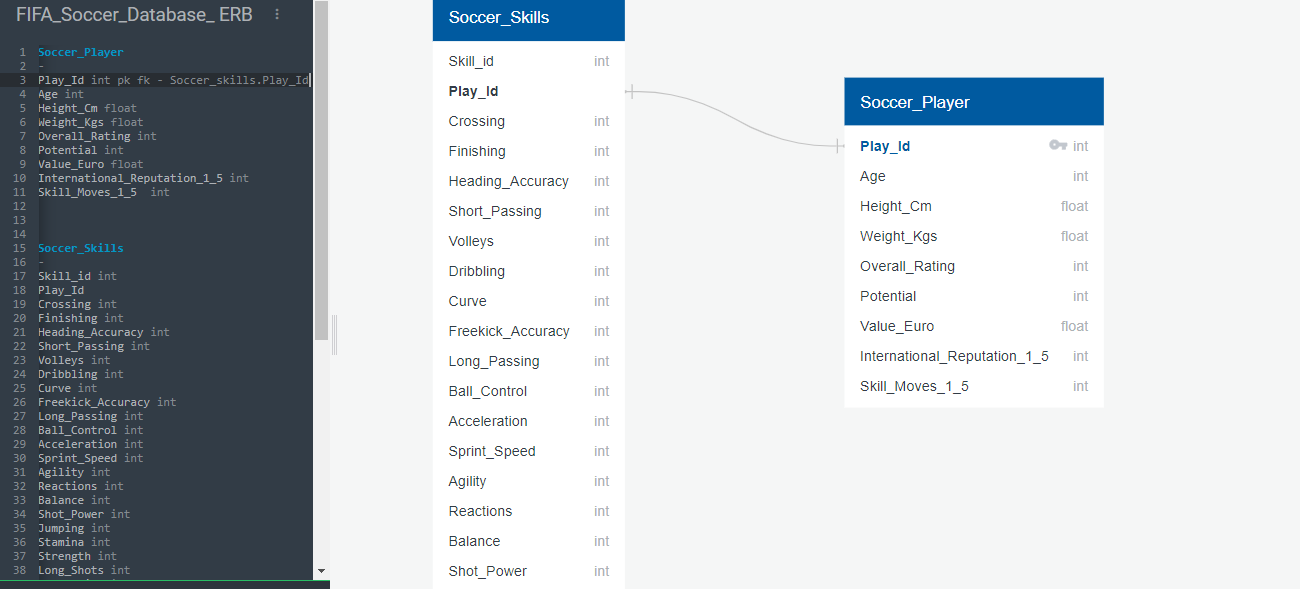 FIFA_Soccer_Database_ ERB
1 Soccer_Player
2 -
3 Play_Id int pk fk - Soccer_skills.Play_Id
4 Age int
5 Height_Cm float
6 Weight_Kgs float
7 Overall_Rating int
8 Potential int
9 Value_Euro float
10 International_Reputation_1_5 int
11 Skill_Moves_1_5  int
12
13
14
15 Soccer_Skills
16 -
17 Skill_id int
18 Play_Id
19 Crossing int
20 Finishing int
21 Heading_Accuracy int
22 Short_Passing int
23 Volleys int
24 Dribbling int
25 Curve int
26 Freekick_Accuracy int
27 Long_Passing int
28 Ball_Control int
29 Acceleration int
30 Sprint_Speed int
31 Agility int
32 Reactions int
33 Balance int
34 Shot_Power int
35 Jumping int
36 Stamina int
37 Strength int
38 Long_Shots int
Soccer_Skills
Skill_id int
Play_Id
Crossing int
Finishing int
Heading_Accuracy int
Short_Passing int
Volleys int
Dribbling int
Curve int
Freekick_Accuracy int
Long_Passing int
Ball_Control int
Acceleration int
Sprint_Speed int
Agility int
Reactions int
Balance int
Shot_Power int
Soccer_Player
Play_Id int
Age int
Height_Cm float
Weight_Kgs float
Overall_Rating int
Potential int
Value_Euro float
International_Reputation_1_5 int
Skill_Moves_1_5 int